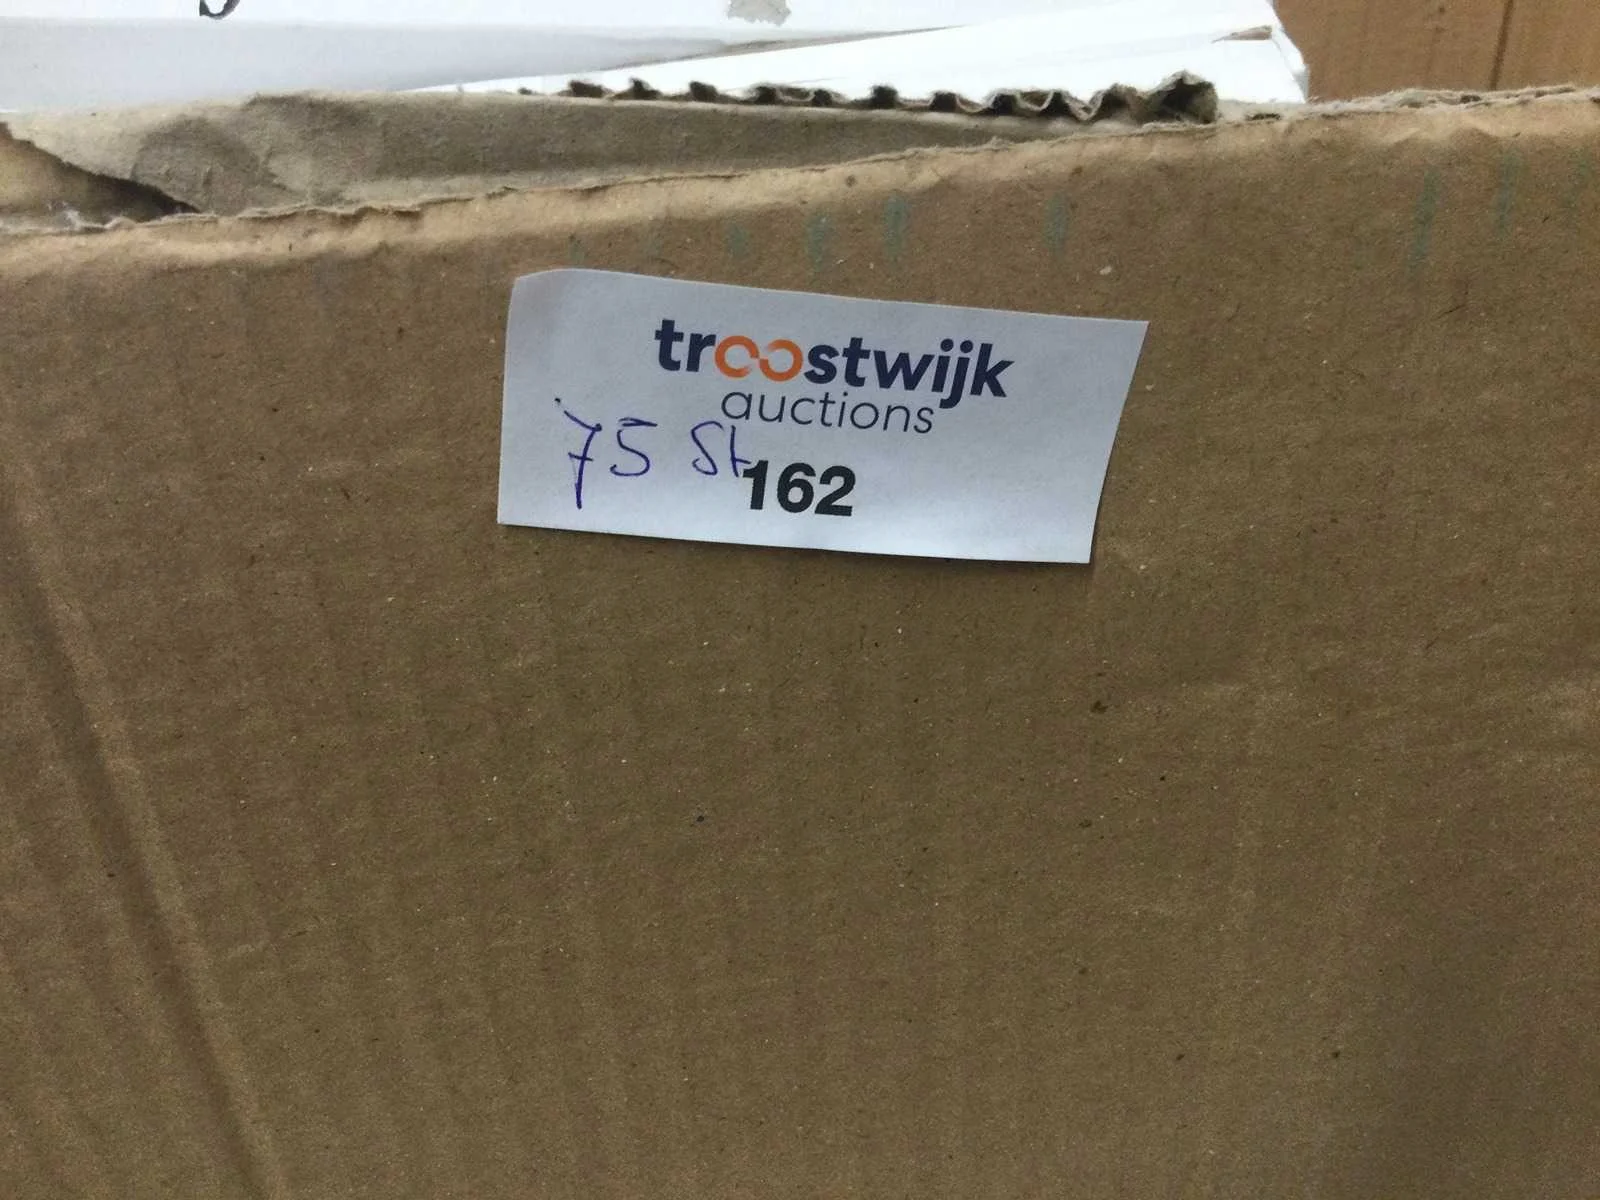 troostwijk
auctions
75 St
162